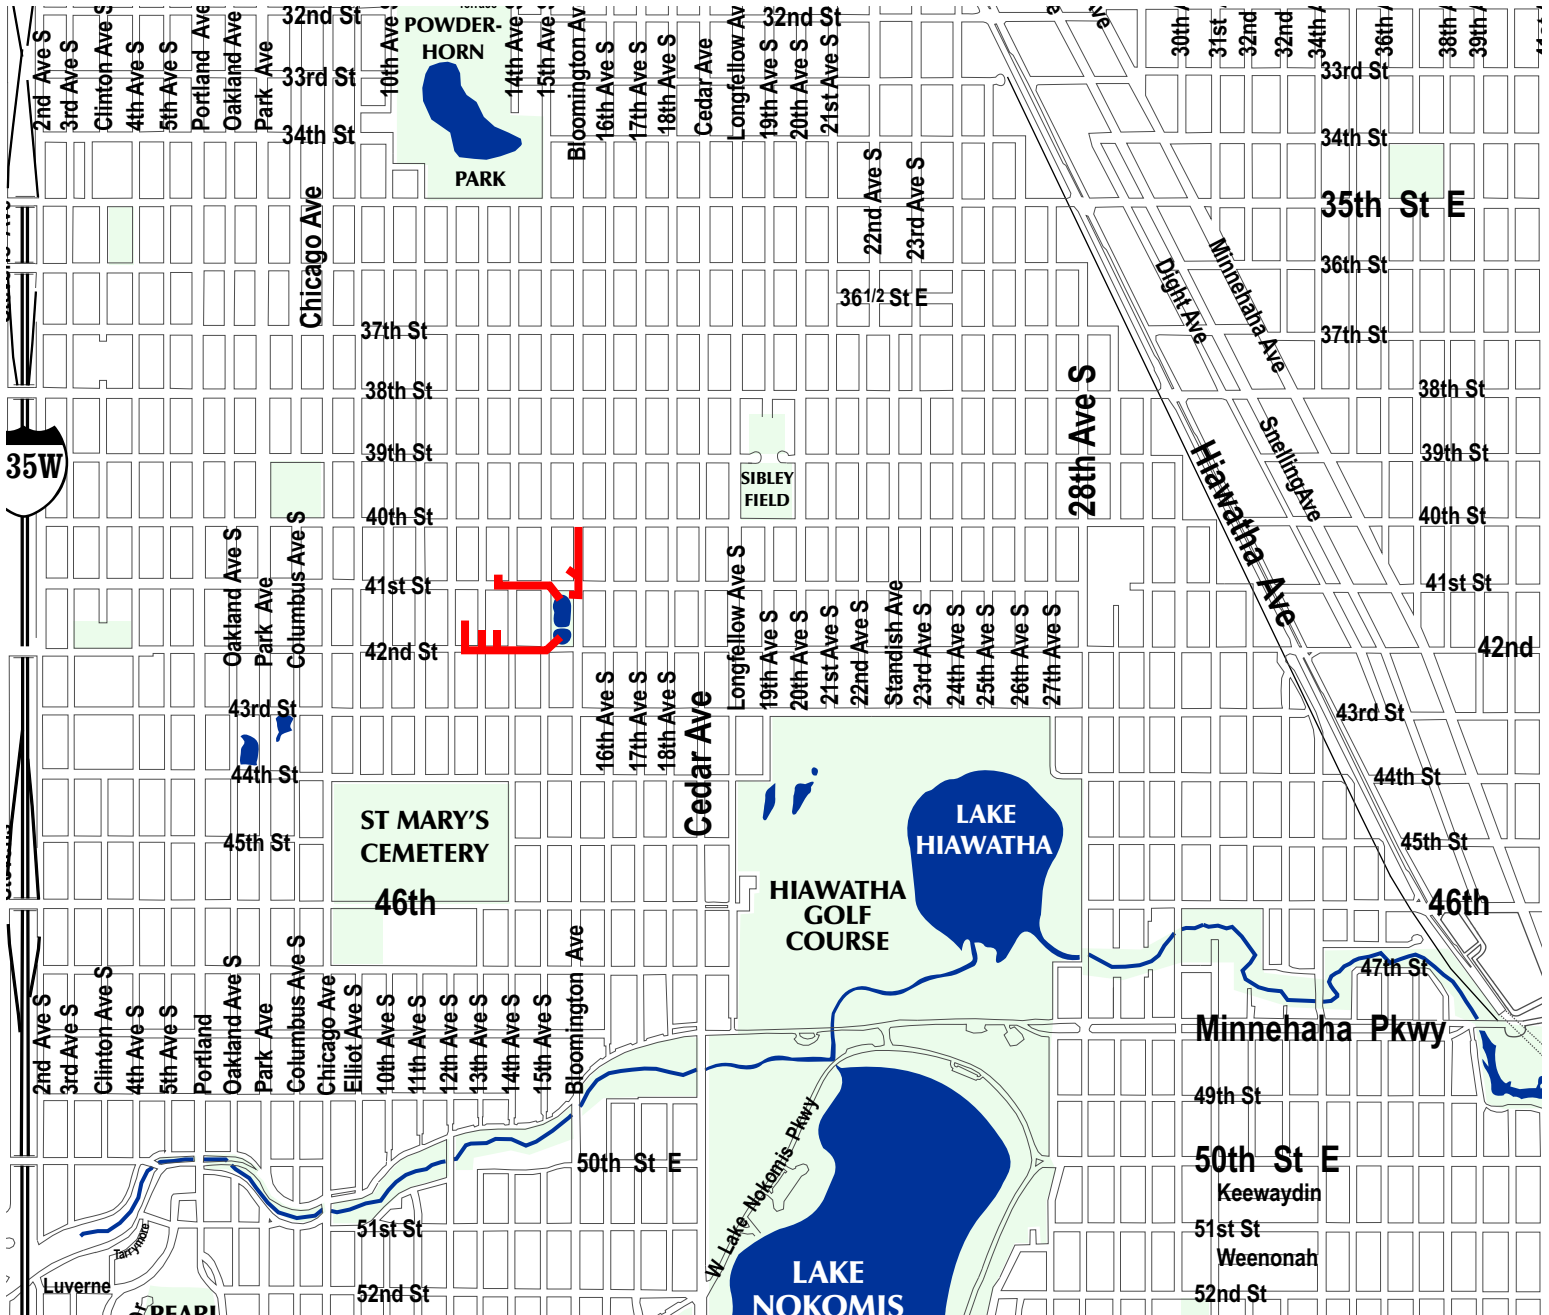 32nd St
32nd St
2nd Ave S
3rd Ave S
Clinton Ave S
4th Ave S
5th Ave S
Portland Ave
Oakland Ave
Park Ave
33rd St
34th St
10th Ave
POWDER-
HORN
PARK
14th Ave
15th Ave
Bloomington Av
16th Ave S
17th Ave S
18th Ave S
Cedar Ave
Longfellow Av
19th Ave S
20th Ave S
21st Ave S
30th
31st
32nd
32nd
34th
36th
38th
39th
33rd St
34th St
Chicago Ave
22nd Ave S
23rd Ave S
35th St E
36th St
36 1/2 St E
Dight Ave
Minnehaha Ave
37th St
37th St
38th St
28th Ave S
38th St
35W
39th St
SIBLEY
FIELD
Hiawatha Ave
Snelling Ave
39th St
40th St
40th St
Oakland Ave S
Park Ave
Columbus Ave S
41st St
41st St
42nd St
42nd
Longfellow Ave S
19th Ave S
20th Ave S
21st Ave S
22nd Ave S
Standish Ave
23rd Ave S
24th Ave S
25th Ave S
26th Ave S
27th Ave S
16th Ave S
17th Ave S
18th Ave S
Cedar Ave
43rd St
43rd St
44th St
44th St
ST MARY'S
CEMETERY
LAKE
HIAWATHA
45th St
45th St
46th
46th
HIAWATHA
GOLF
COURSE
47th St
2nd Ave S
3rd Ave S
Clinton Ave S
4th Ave S
5th Ave S
Portland
Oakland Ave S
Park Ave
Columbus Ave S
Chicago Ave
Elliot Ave S
10th Ave S
11th Ave S
12th Ave S
13th Ave S
14th Ave S
15th Ave S
Bloomington Ave
Minnehaha Pkwy
49th St
W Lake Nokomis Pkwy
50th St E
50th St E
Keewaydin
51st St
51st St
Tarrymore
Weenonah
Luverne
52nd St
52nd St
LAKE
NOKOMIS
PEARL